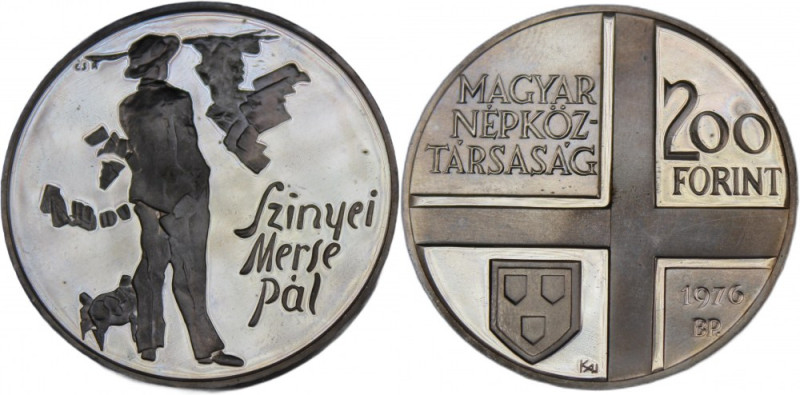 Szinyei
Merse
Pál
MAGYAR
NÉPKÖZ-
TÁRSASÁG
200
FORINT
1976
BP.